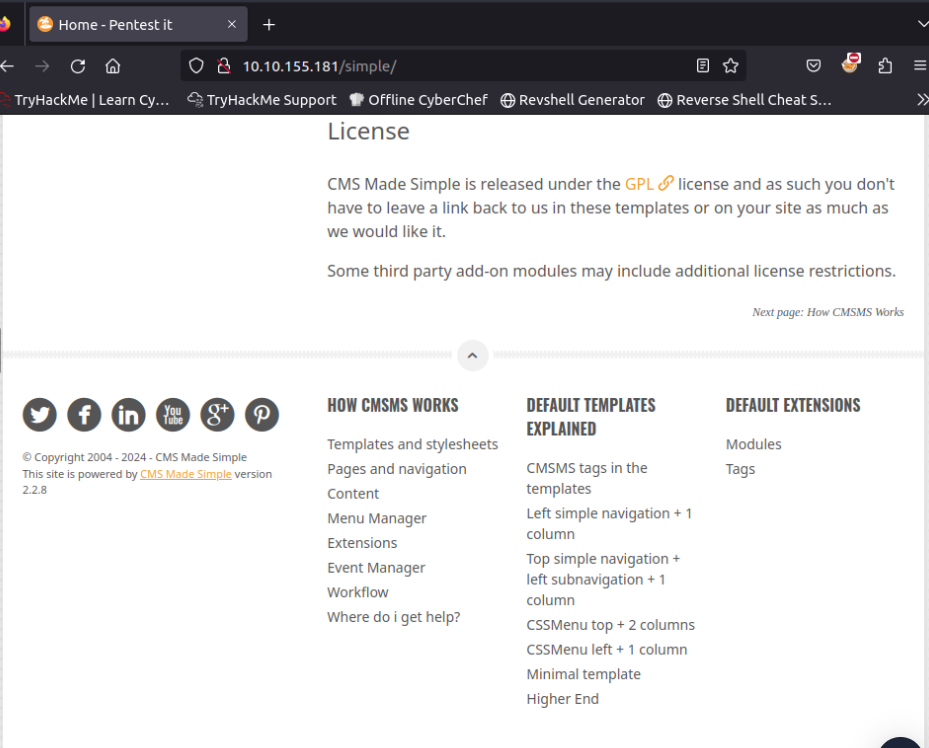 Home - Pentest it
10.10.155.181/simple/
TryHackMe | Learn Cy…
TryHackMe Support
Offline CyberChef
Revshell Generator
Reverse Shell Cheat S…
License
CMS Made Simple is released under the GPL license and as such you don't
have to leave a link back to us in these templates or on your site as much as
we would like it.
Some third party add-on modules may include additional license restrictions.
Next page: How CMSMS Works
You
Tube
© Copyright 2004 - 2024 - CMS Made Simple
This site is powered by CMS Made Simple version
2.2.8
HOW CMSMS WORKS
Templates and stylesheets
Pages and navigation
Content
Menu Manager
Extensions
Event Manager
Workflow
Where do i get help?
DEFAULT TEMPLATES
EXPLAINED
CMSMS tags in the
templates
Left simple navigation + 1
column
Top simple navigation +
left subnavigation + 1
column
CSSMenu top + 2 columns
CSSMenu left + 1 column
Minimal template
Higher End
DEFAULT EXTENSIONS
Modules
Tags